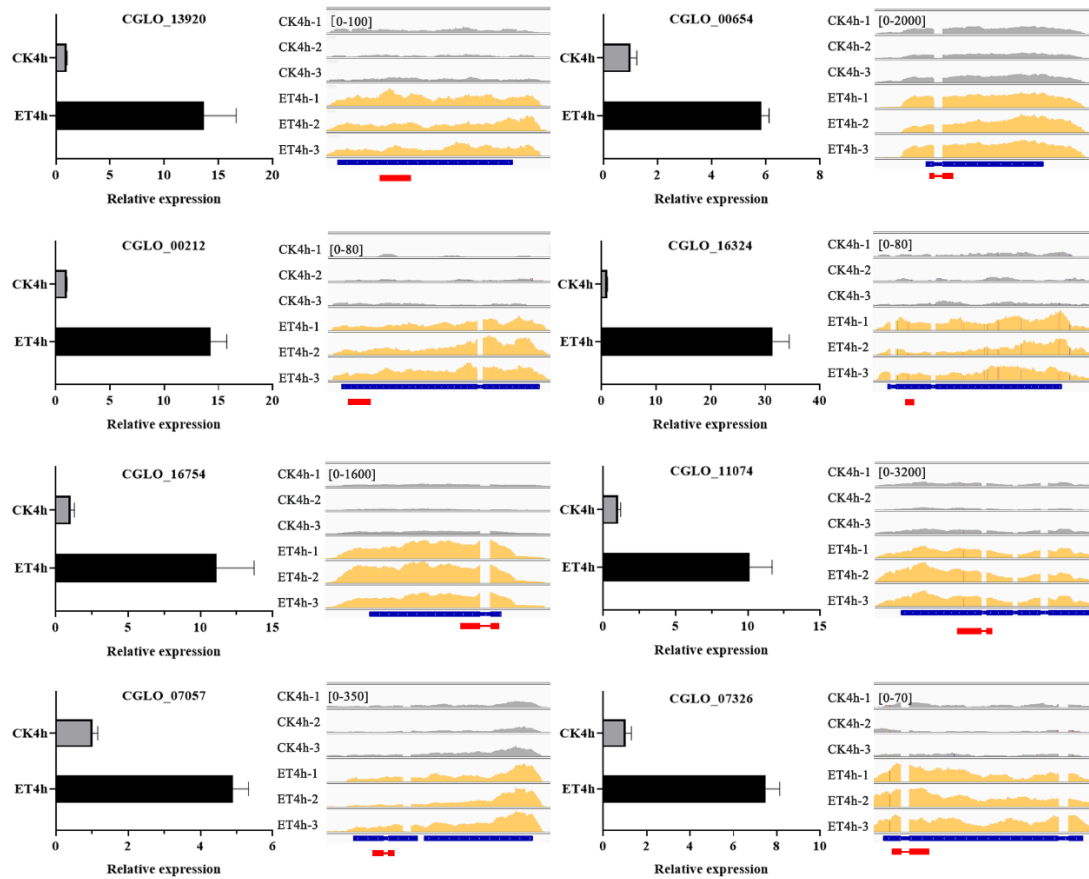 CGLO_13920
CK4h
ET4h
0 5 10 15 20
Relative expression
CK4h-1 [0-100]
CK4h-2
CK4h-3
ET4h-1
ET4h-2
ET4h-3
CGLO_00654
CK4h
ET4h
0 2 4 6 8
Relative expression
CK4h-1 [0-2000]
CK4h-2
CK4h-3
ET4h-1
ET4h-2
ET4h-3
CGLO_00212
CK4h
ET4h
0 5 10 15 20
Relative expression
CK4h-1 [0-80]
CK4h-2
CK4h-3
ET4h-1
ET4h-2
ET4h-3
CGLO_16324
CK4h
ET4h
0 10 20 30 40
Relative expression
CK4h-1 [0-80]
CK4h-2
CK4h-3
ET4h-1
ET4h-2
ET4h-3
CGLO_16754
CK4h
ET4h
0 5 10 15
Relative expression
CK4h-1 [0-1600]
CK4h-2
CK4h-3
ET4h-1
ET4h-2
ET4h-3
CGLO_11074
CK4h
ET4h
0 5 10 15
Relative expression
CK4h-1 [0-3200]
CK4h-2
CK4h-3
ET4h-1
ET4h-2
ET4h-3
CGLO_07057
CK4h
ET4h
0 2 4 6
Relative expression
CK4h-1 [0-350]
CK4h-2
CK4h-3
ET4h-1
ET4h-2
ET4h-3
CGLO_07326
CK4h
ET4h
0 2 4 6 8 10
Relative expression
CK4h-1 [0-70]
CK4h-2
CK4h-3
ET4h-1
ET4h-2
ET4h-3